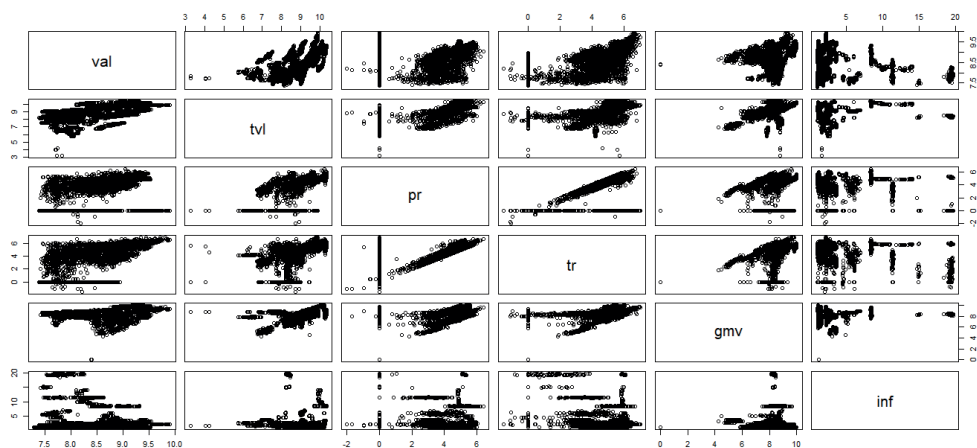 3 4 5 6 7 8 9 10
0 2 4 6
5 10 15 20
val
7.5 8.5 9.5
3 5 7 9
tvl
pr
-2 0 2 4 6
0 2 4 6
tr
gmv
0 2 4 6 8
5 10 15 20
inf
7.5 8.0 8.5 9.0 9.5 10.0
-2 0 2 4 6
0 2 4 6 8 10